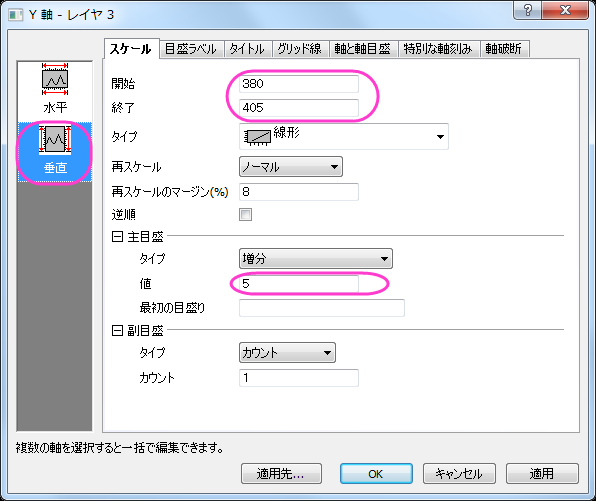 Y 軸 - レイヤ 3
スケール 目盛ラベル タイトル グリッド線 軸と軸目盛 特別な軸刻み 軸破断
水平
垂直
開始 380
終了 405
タイプ 線形
再スケール ノーマル
再スケールのマージン(%) 8
逆順
主目盛
タイプ 増分
値 5
最初の目盛り
副目盛
タイプ カウント
カウント 1
複数の軸を選択すると一括で編集できます。
適用先... OK キャンセル 適用